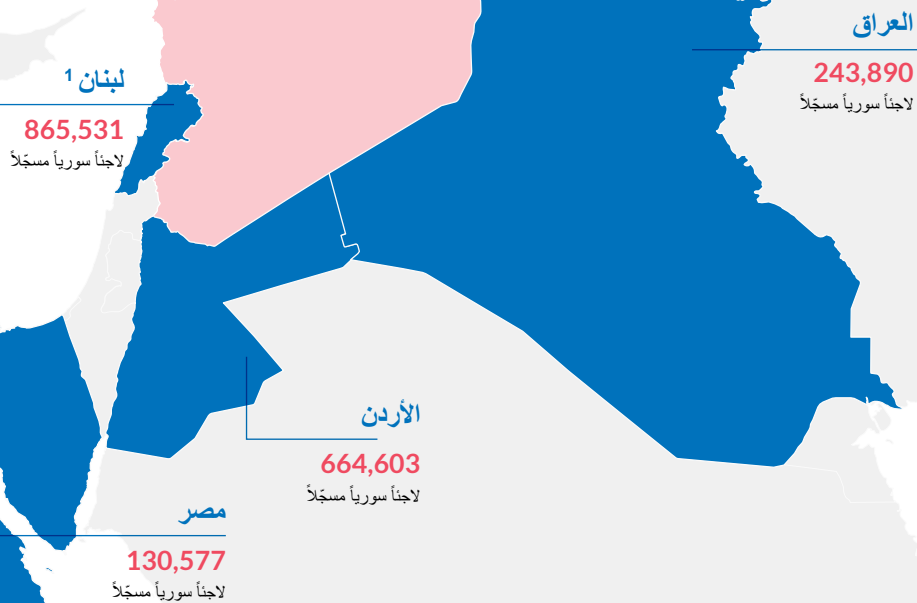 العراق
243,890
لاجئاً سورياً مسجّلاً
لبنان 1
865,531
لاجئاً سورياً مسجّلاً
الأردن
664,603
لاجئاً سورياً مسجّلاً
مصر
130,577
لاجئاً سورياً مسجّلاً